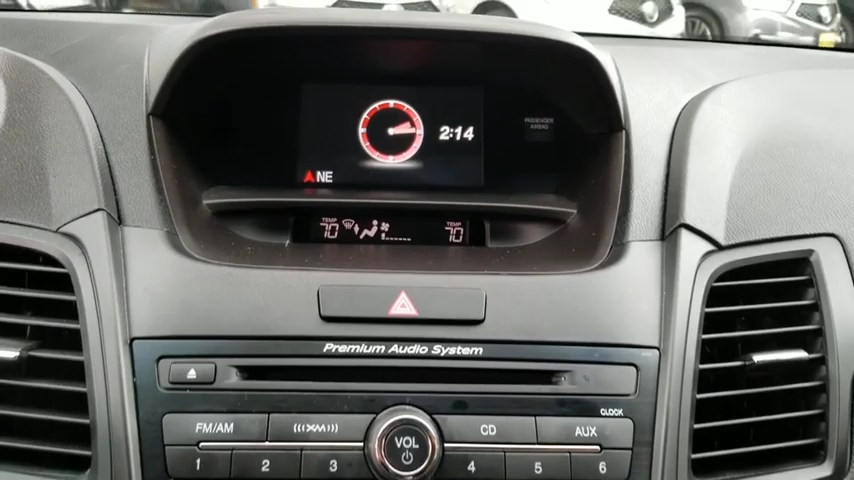 PASSENGER
AIRBAG
2:14
NE
TEMP TEMP
70 70
Premium Audio System
CLOCK
FM/AM XM CD AUX
VOL
1 2 3 4 5 6